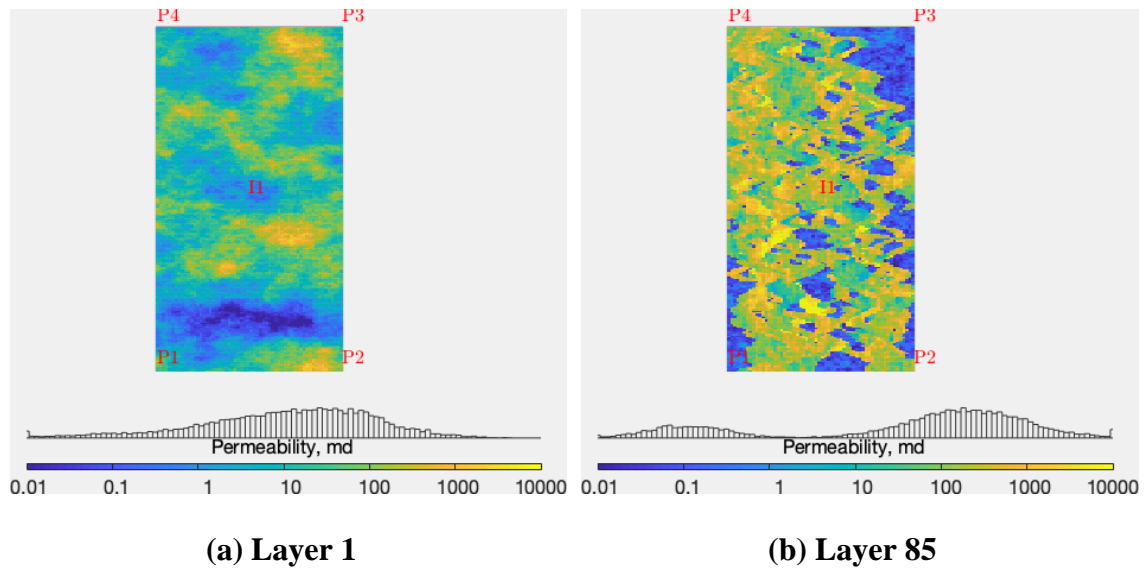 P4 P3 P4 P3
I1 I1
P1 P2 P1 P2
Permeability, md Permeability, md
0.01 0.1 1 10 100 1000 10000 0.01 0.1 1 10 100 1000 10000
(a) Layer 1 (b) Layer 85